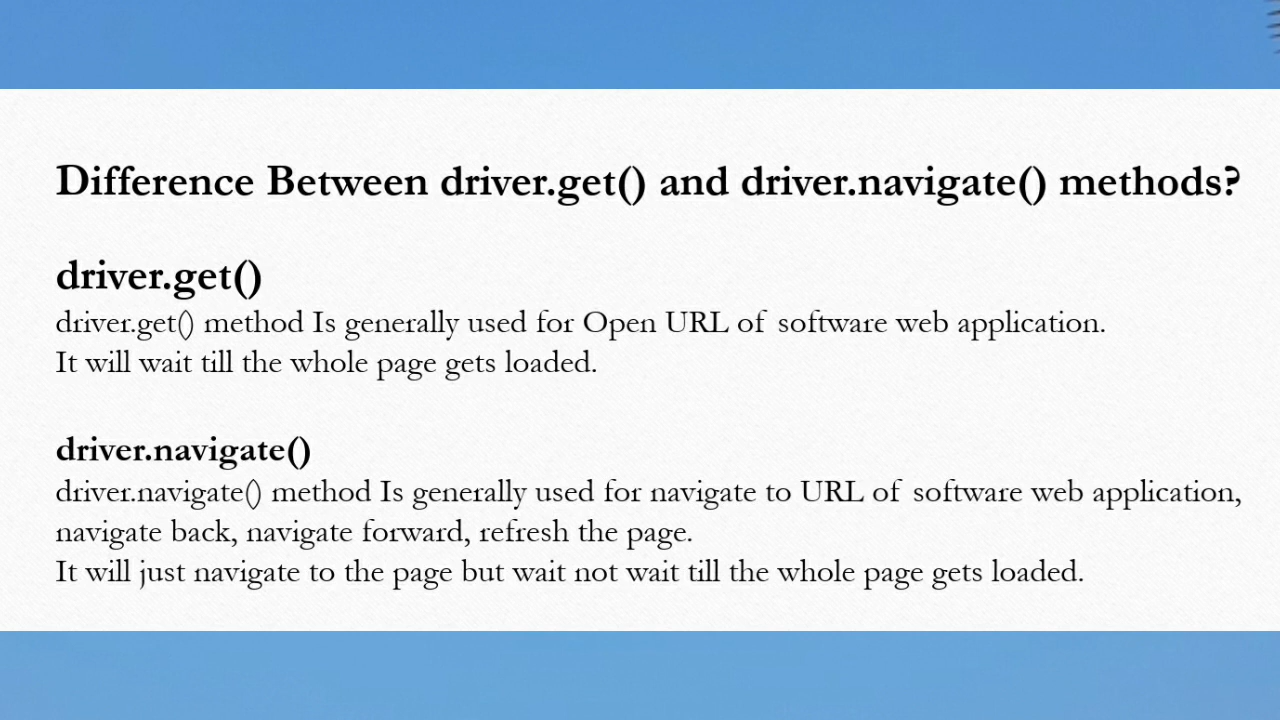 Difference Between driver.get() and driver.navigate() methods?
driver.get()
driver.get() method Is generally used for Open URL of software web application.
It will wait till the whole page gets loaded.
driver.navigate()
driver.navigate() method Is generally used for navigate to URL of software web application,
navigate back, navigate forward, refresh the page.
It will just navigate to the page but wait not wait till the whole page gets loaded.